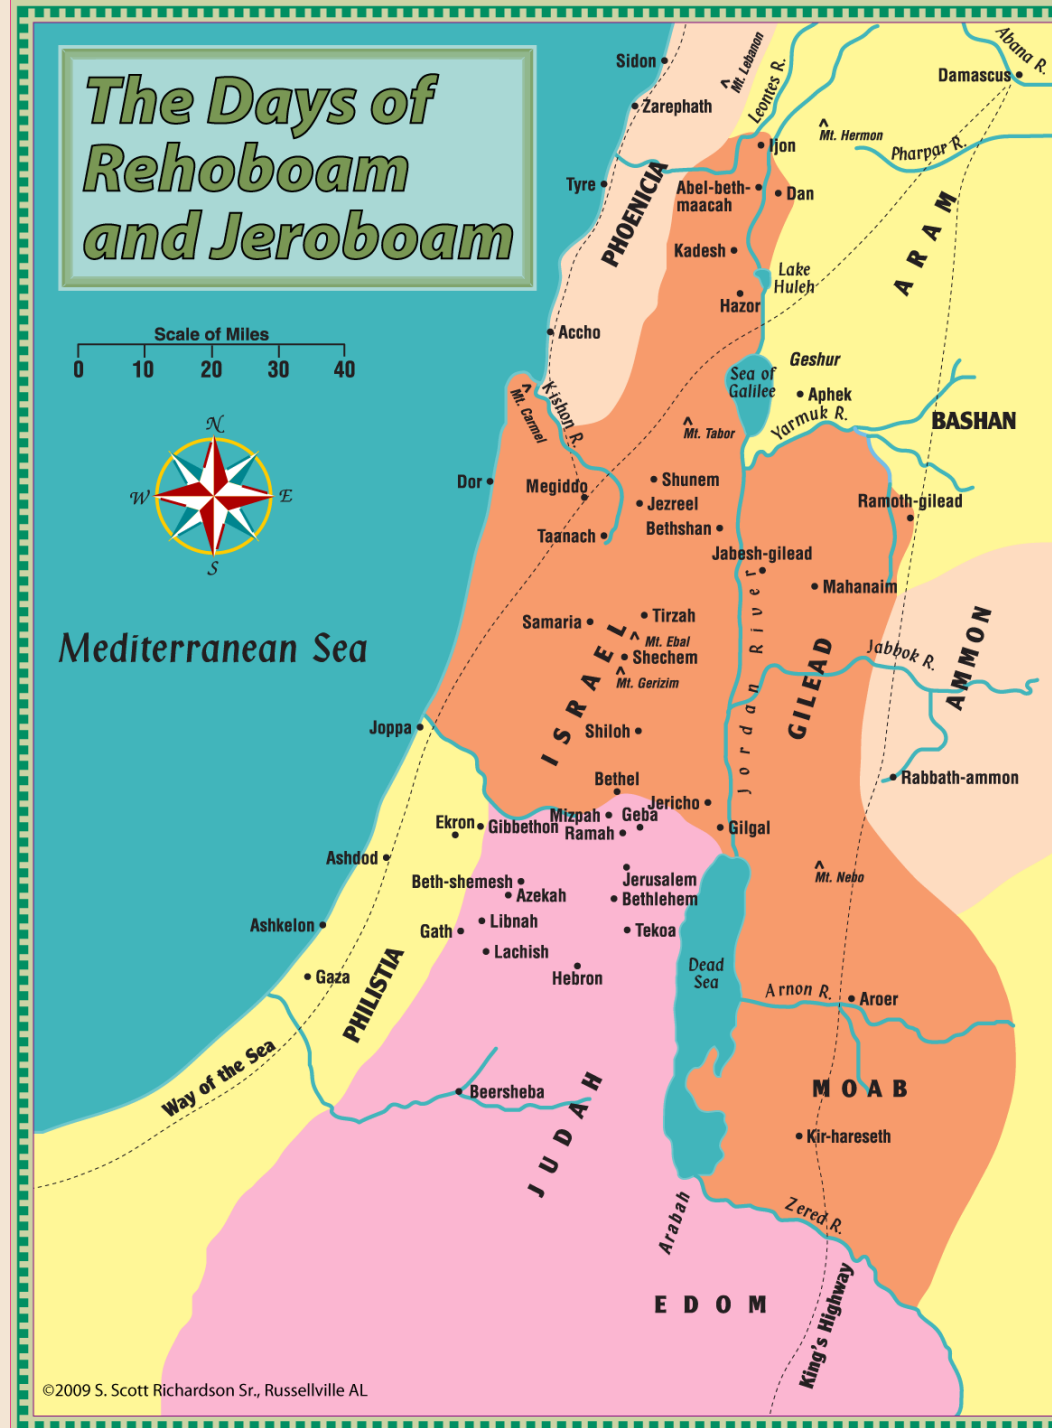 The Days of
Rehoboam
and Jeroboam
Scale of Miles
0 10 20 30 40
N
W E
S
Mediterranean Sea
Sidon
Mt. Lebanon
Leontes R.
Abana R.
Damascus
Zarephath
Ijon
Mt. Hermon
Pharpar R.
Tyre
PHOENICIA
Abel-beth-
maacah
Dan
ARAM
Kadesh
Lake
Huleh
Hazor
Accho
Geshur
Sea of
Galilee
Aphek
Mt. Carmel
Kishon R.
Mt. Tabor
Yarmuk R.
BASHAN
Dor
Megiddo
Shunem
Jezreel
Ramoth-gilead
Taanach
Bethshan
Jabesh-gilead
Mahanaim
Samaria
Tirzah
Mt. Ebal
Shechem
Mt. Gerizim
ISRAEL
Jordan River
GILEAD
Jabbok R.
AMMON
Joppa
Shiloh
Bethel
Rabbath-ammon
Jericho
Mizpah
Geba
Ekron
Gibbethon
Ramah
Gilgal
Ashdod
Jerusalem
Mt. Nebo
Beth-shemesh
Azekah
Bethlehem
Ashkelon
Libnah
Gath
Tekoa
Lachish
Gaza
PHILISTIA
Hebron
Dead
Sea
Arnon R.
Aroer
Way of the Sea
Beersheba
JUDAH
MOAB
Kir-hareseth
Arabah
Zered R.
EDOM
King's Highway
©2009 S. Scott Richardson Sr., Russellville AL